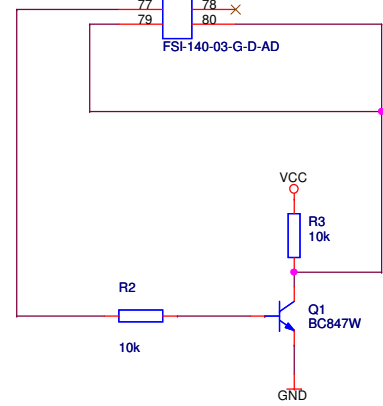 77 78
79 80
FSI-140-03-G-D-AD
VCC
R3
10k
R2
Q1
BC847W
10k
GND